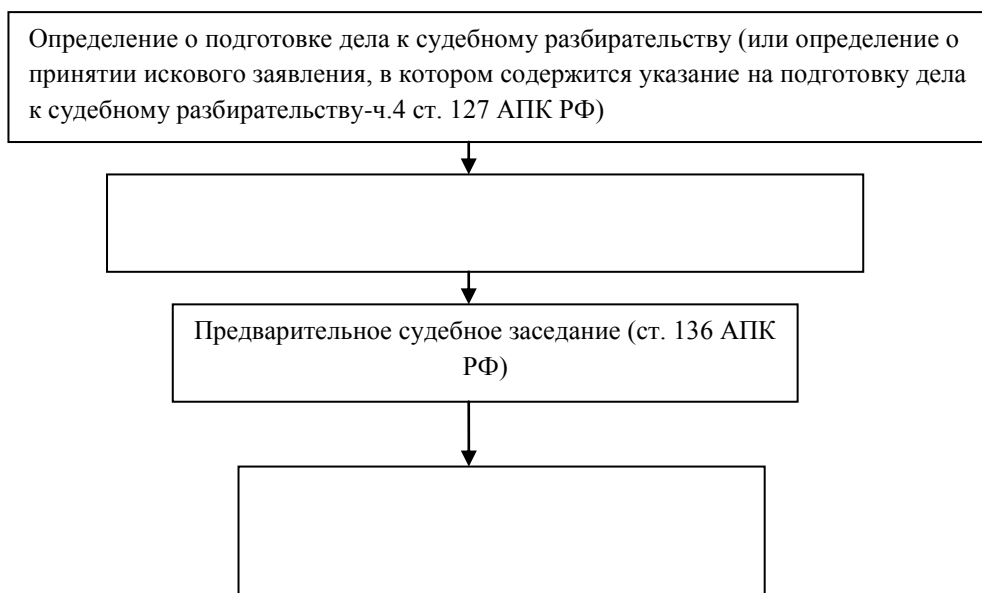 Определение о подготовке дела к судебному разбирательству (или определение о
принятии искового заявления, в котором содержится указание на подготовку дела
к судебному разбирательству-ч.4 ст. 127 АПК РФ)
Предварительное судебное заседание (ст. 136 АПК
РФ)